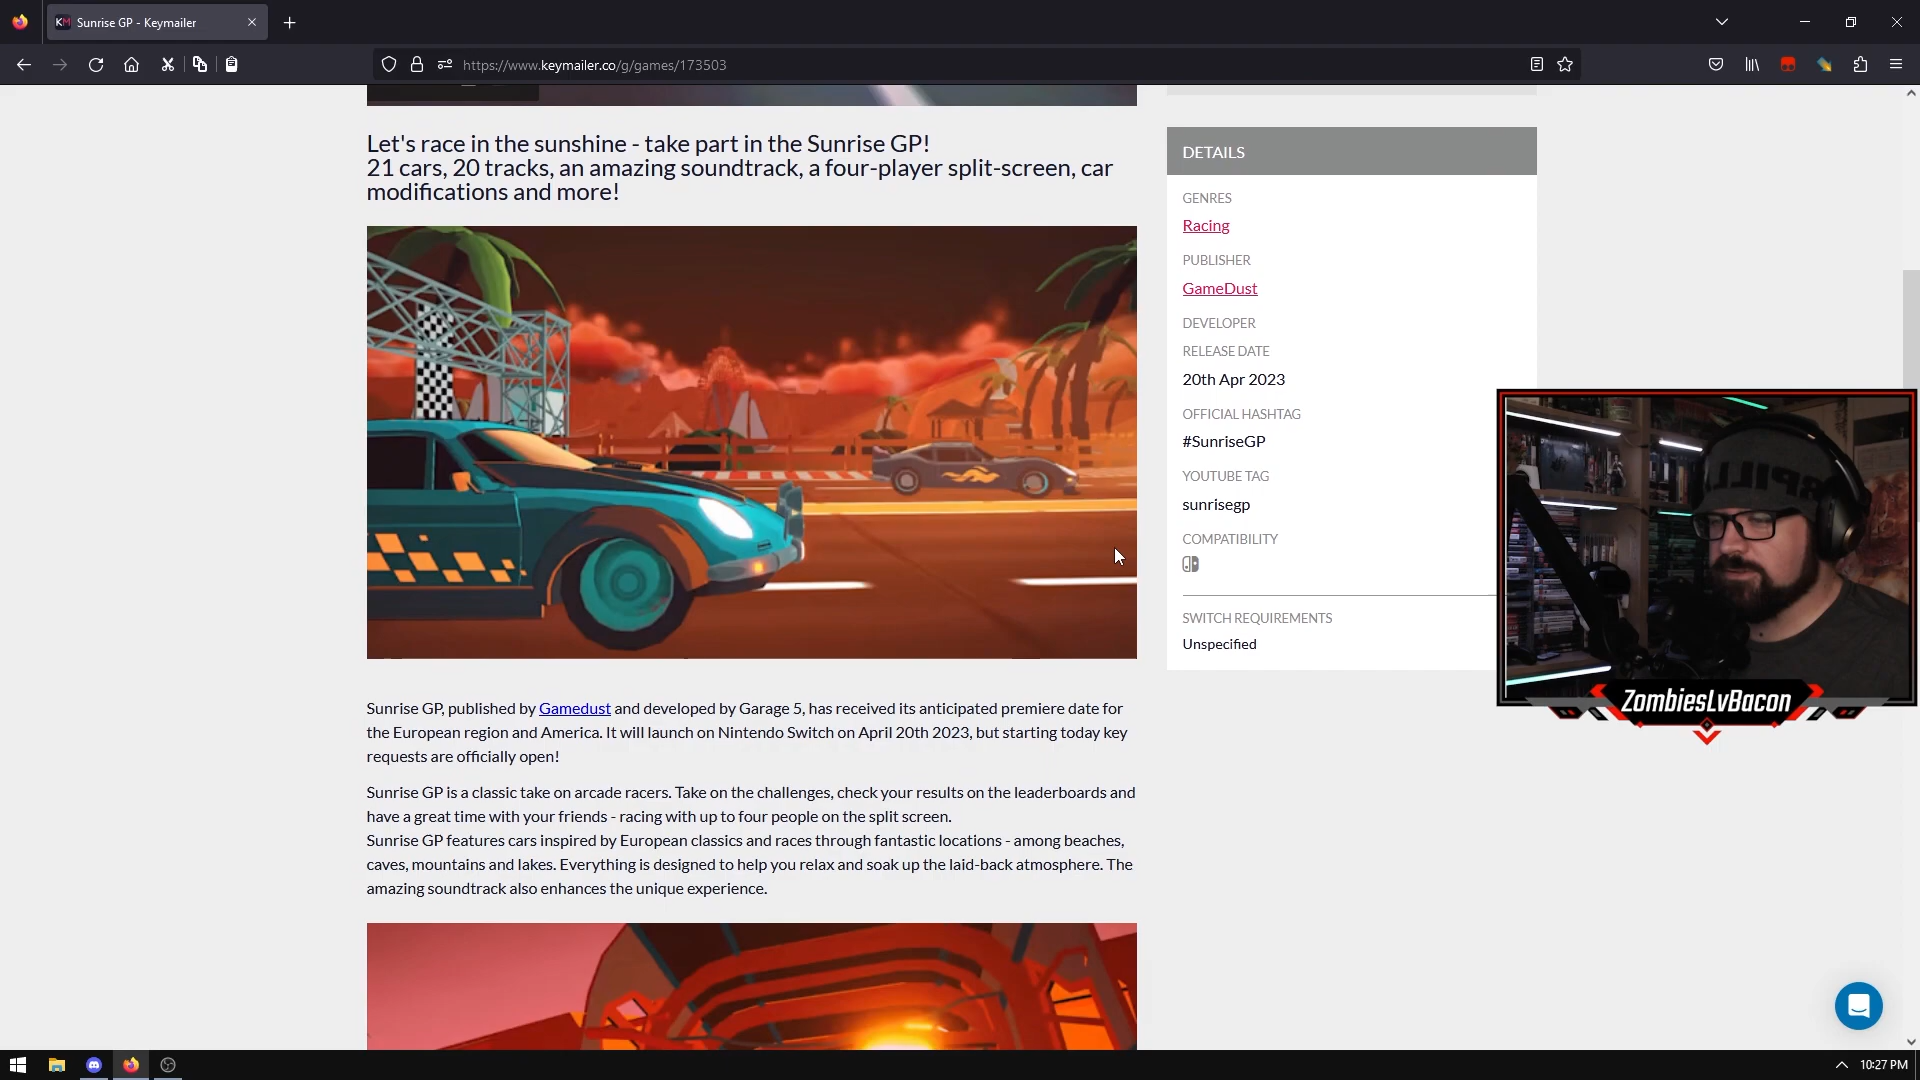 Sunrise GP - Keymailer
https://www.keymailer.co/g/games/173503
Let's race in the sunshine - take part in the Sunrise GP!
21 cars, 20 tracks, an amazing soundtrack, a four-player split-screen, car
modifications and more!
Sunrise GP, published by Gamedust and developed by Garage 5, has received its anticipated premiere date for
the European region and America. It will launch on Nintendo Switch on April 20th 2023, but starting today key
requests are officially open!
Sunrise GP is a classic take on arcade racers. Take on the challenges, check your results on the leaderboards and
have a great time with your friends - racing with up to four people on the split screen.
Sunrise GP features cars inspired by European classics and races through fantastic locations - among beaches,
caves, mountains and lakes. Everything is designed to help you relax and soak up the laid-back atmosphere. The
amazing soundtrack also enhances the unique experience.
DETAILS
GENRES
Racing
PUBLISHER
GameDust
DEVELOPER
RELEASE DATE
20th Apr 2023
OFFICIAL HASHTAG
#SunriseGP
YOUTUBE TAG
sunrisegp
COMPATIBILITY
SWITCH REQUIREMENTS
Unspecified
ZombiesLvBacon
10:27 PM